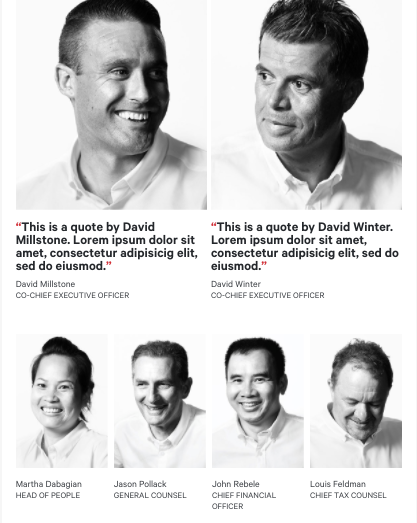 “This is a quote by David
Millstone. Lorem ipsum dolor sit
amet, consectetur adipisicig elit,
sed do eiusmod.”
David Millstone
CO-CHIEF EXECUTIVE OFFICER
“This is a quote by David Winter.
Lorem ipsum dolor sit amet,
consectetur adipisicig elit, sed do
eiusmod.”
David Winter
CO-CHIEF EXECUTIVE OFFICER
Martha Dabagian
HEAD OF PEOPLE
Jason Pollack
GENERAL COUNSEL
John Rebele
CHIEF FINANCIAL
OFFICER
Louis Feldman
CHIEF TAX COUNSEL